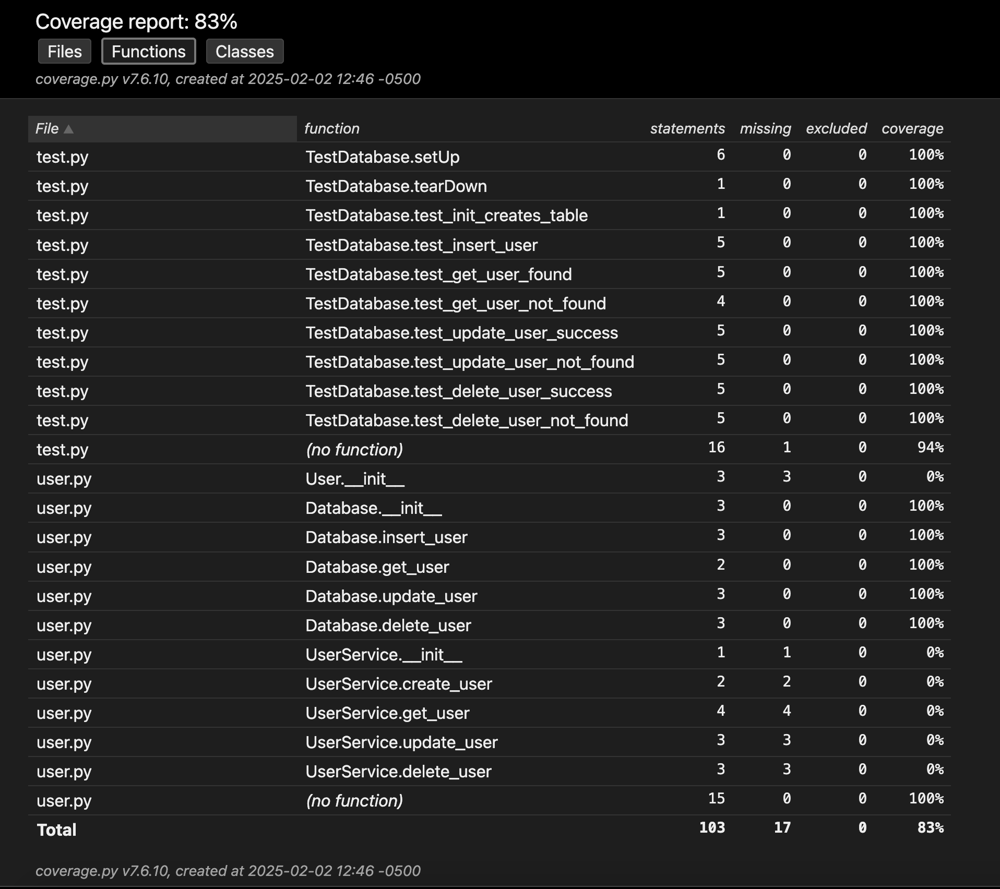 Coverage report: 83%
Files Functions Classes
coverage.py v7.6.10, created at 2025-02-02 12:46 -0500
File ▲ function statements missing excluded coverage
test.py TestDatabase.setUp 6 0 0 100%
test.py TestDatabase.tearDown 1 0 0 100%
test.py TestDatabase.test_init_creates_table 1 0 0 100%
test.py TestDatabase.test_insert_user 5 0 0 100%
test.py TestDatabase.test_get_user_found 5 0 0 100%
test.py TestDatabase.test_get_user_not_found 4 0 0 100%
test.py TestDatabase.test_update_user_success 5 0 0 100%
test.py TestDatabase.test_update_user_not_found 5 0 0 100%
test.py TestDatabase.test_delete_user_success 5 0 0 100%
test.py TestDatabase.test_delete_user_not_found 5 0 0 100%
test.py (no function) 16 1 0 94%
user.py User.__init__ 3 3 0 0%
user.py Database.__init__ 3 0 0 100%
user.py Database.insert_user 3 0 0 100%
user.py Database.get_user 2 0 0 100%
user.py Database.update_user 3 0 0 100%
user.py Database.delete_user 3 0 0 100%
user.py UserService.__init__ 1 1 0 0%
user.py UserService.create_user 2 2 0 0%
user.py UserService.get_user 4 4 0 0%
user.py UserService.update_user 3 3 0 0%
user.py UserService.delete_user 3 3 0 0%
user.py (no function) 15 0 0 100%
Total 103 17 0 83%
coverage.py v7.6.10, created at 2025-02-02 12:46 -0500